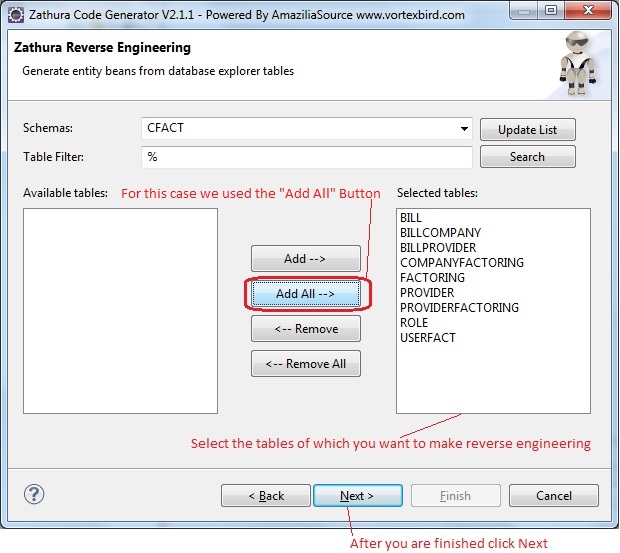 Zathura Code Generator V2.1.1 - Powered By AmaziliaSource www.vortexbird.com
Zathura Reverse Engineering
Generate entity beans from database explorer tables
Schemas:
CFACT
Update List
Table Filter:
%
Search
Available tables:
For this case we used the "Add All" Button
Selected tables:
BILL
BILLCOMPANY
BILLPROVIDER
COMPANYFACTORING
FACTORING
PROVIDER
PROVIDERFACTORING
ROLE
USERFACT
Add -->
Add All -->
<-- Remove
<-- Remove All
Select the tables of which you want to make reverse engineering
?
< Back
Next >
Finish
Cancel
After you are finished click Next